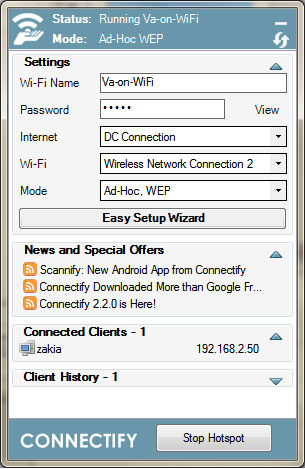 Status: Running Va-on-WiFi
Mode: Ad-Hoc WEP
Settings
Wi-Fi Name Va-on-WiFi
Password ••••• View
Internet DC Connection
Wi-Fi Wireless Network Connection 2
Mode Ad-Hoc, WEP
Easy Setup Wizard
News and Special Offers
Scannify: New Android App from Connectify
Connectify Downloaded More than Google Fr...
Connectify 2.2.0 is Here!
Connected Clients - 1
zakia 192.168.2.50
Client History - 1
CONNECTIFY Stop Hotspot